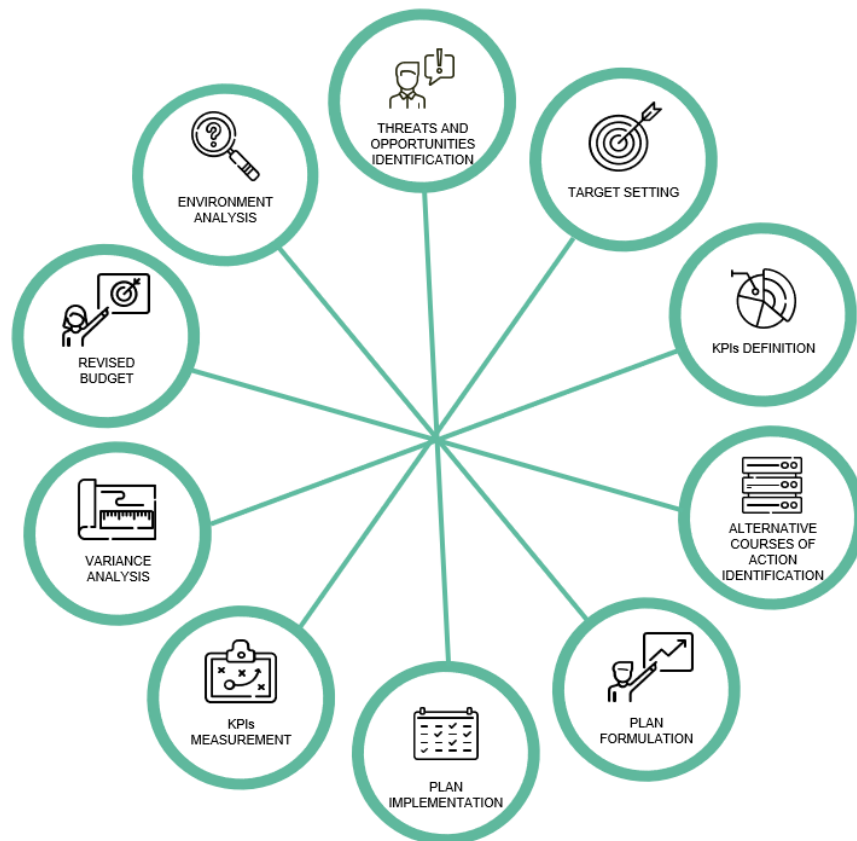 THREATS AND
OPPORTUNITIES
IDENTIFICATION
TARGET SETTING
KPIs DEFINITION
ALTERNATIVE
COURSES OF
ACTION
IDENTIFICATION
PLAN
FORMULATION
PLAN
IMPLEMENTATION
KPIs
MEASUREMENT
VARIANCE
ANALYSIS
REVISED
BUDGET
ENVIRONMENT
ANALYSIS